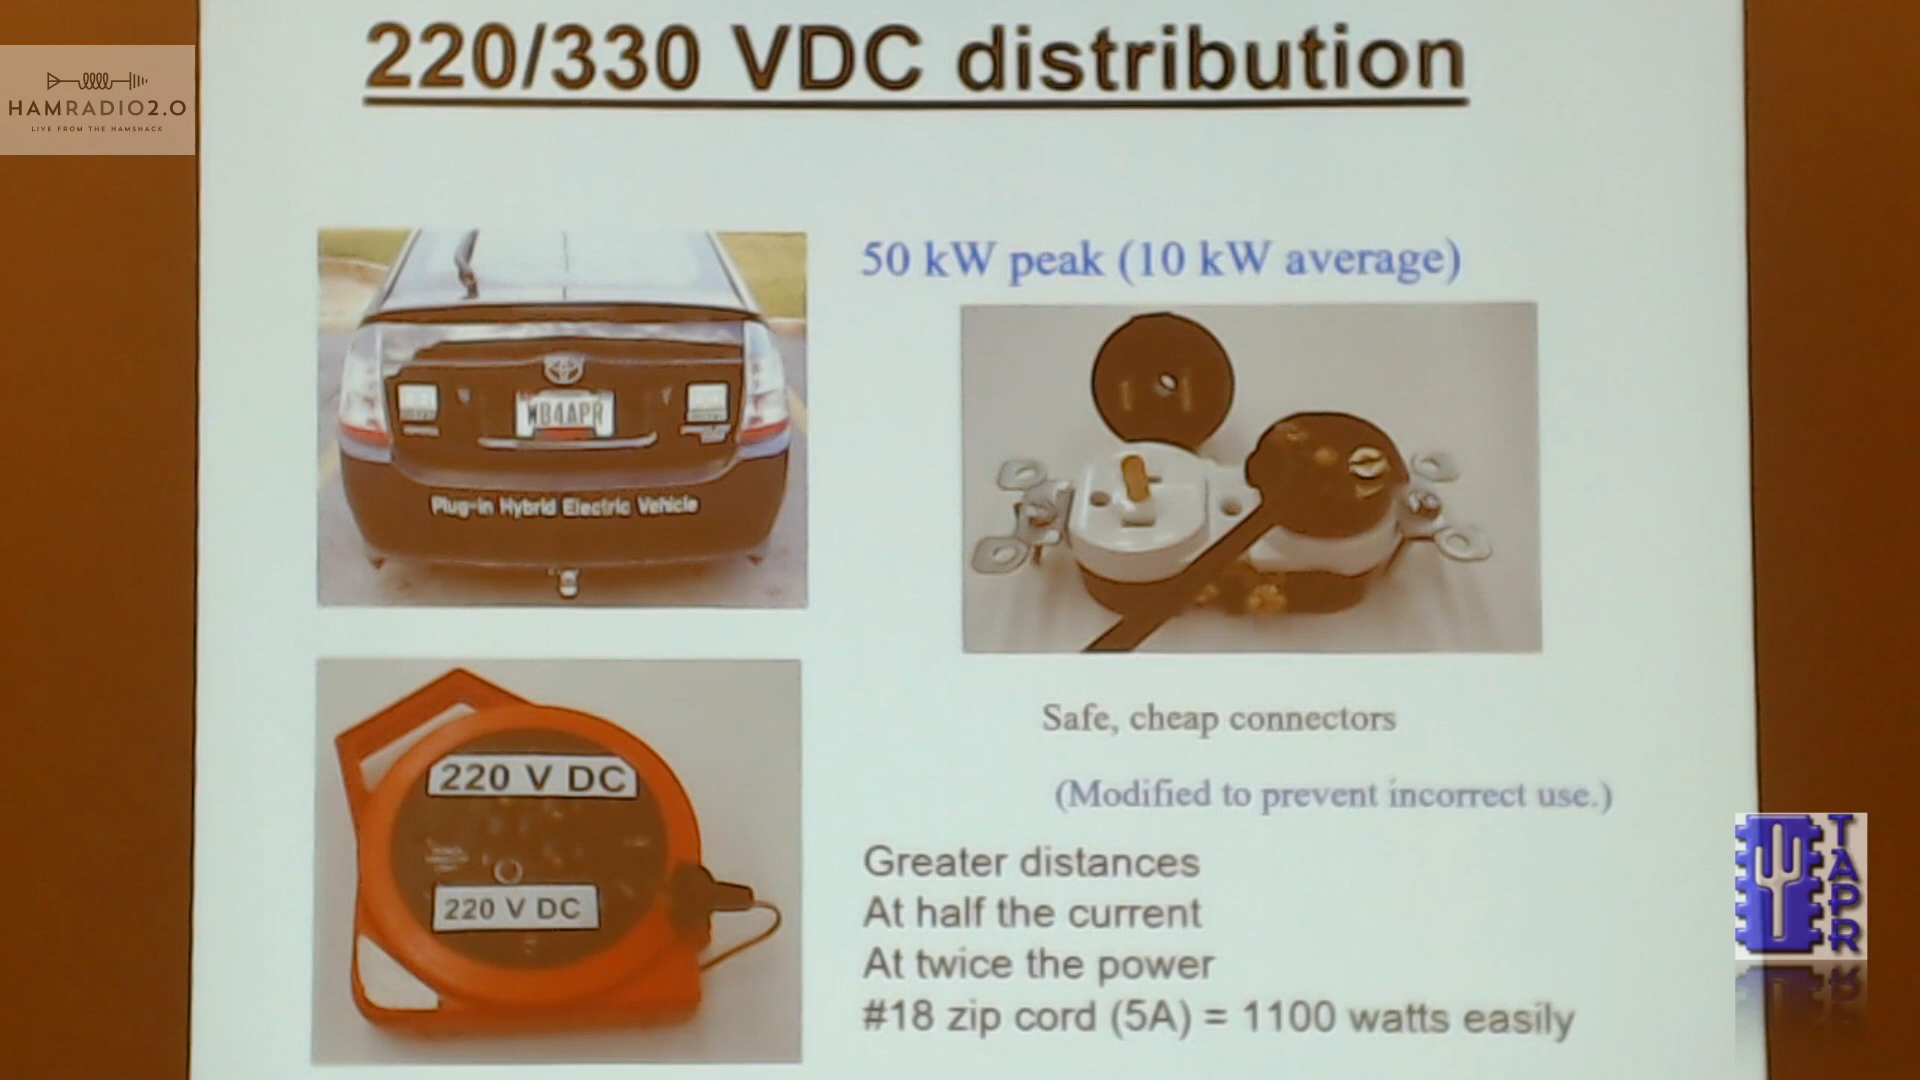 220/330 VDC distribution
HAMRADIO2.0
LIVE FROM THE HAMSHACK
50 kW peak (10 kW average)
WB4APR
Plug-in Hybrid Electric Vehicle
Safe, cheap connectors
(Modified to prevent incorrect use.)
220 V DC
220 V DC
Greater distances
At half the current
At twice the power
#18 zip cord (5A) = 1100 watts easily
TAPR